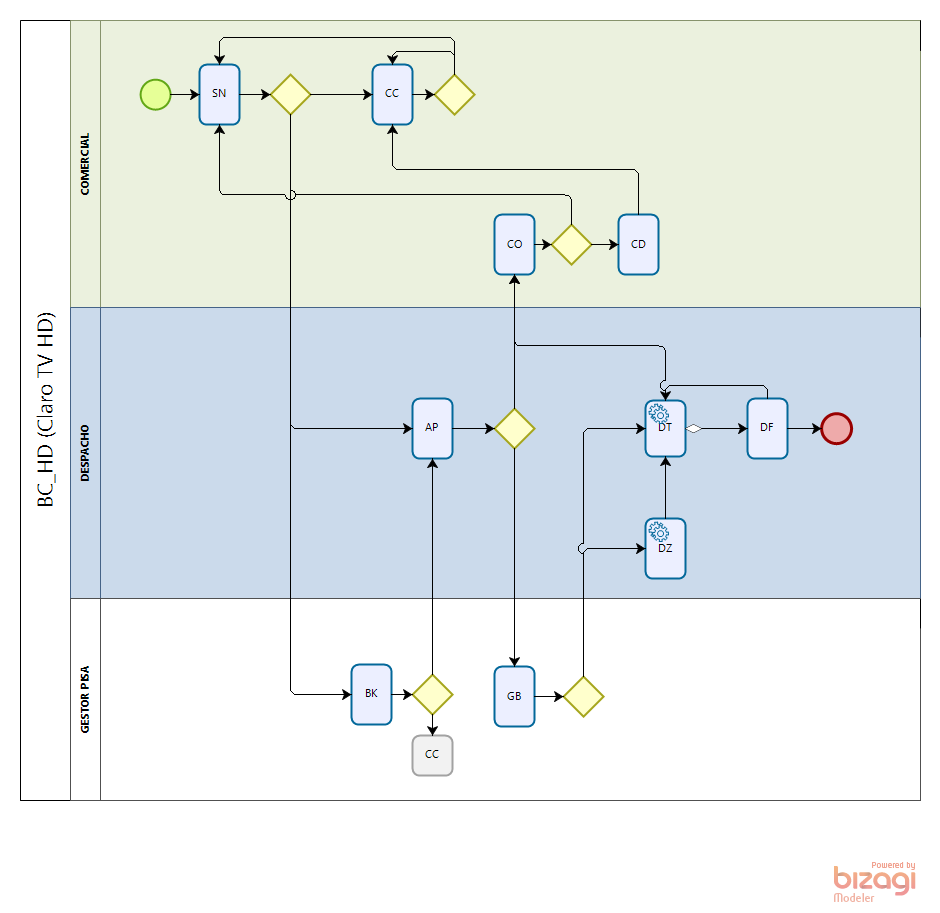 BC_HD (Claro TV HD)
COMERCIAL
SN
CC
CO
CD
DESPACHO
AP
DT
DF
DZ
GESTOR PISA
BK
GB
CC
Powered by
bizagi
Modeler